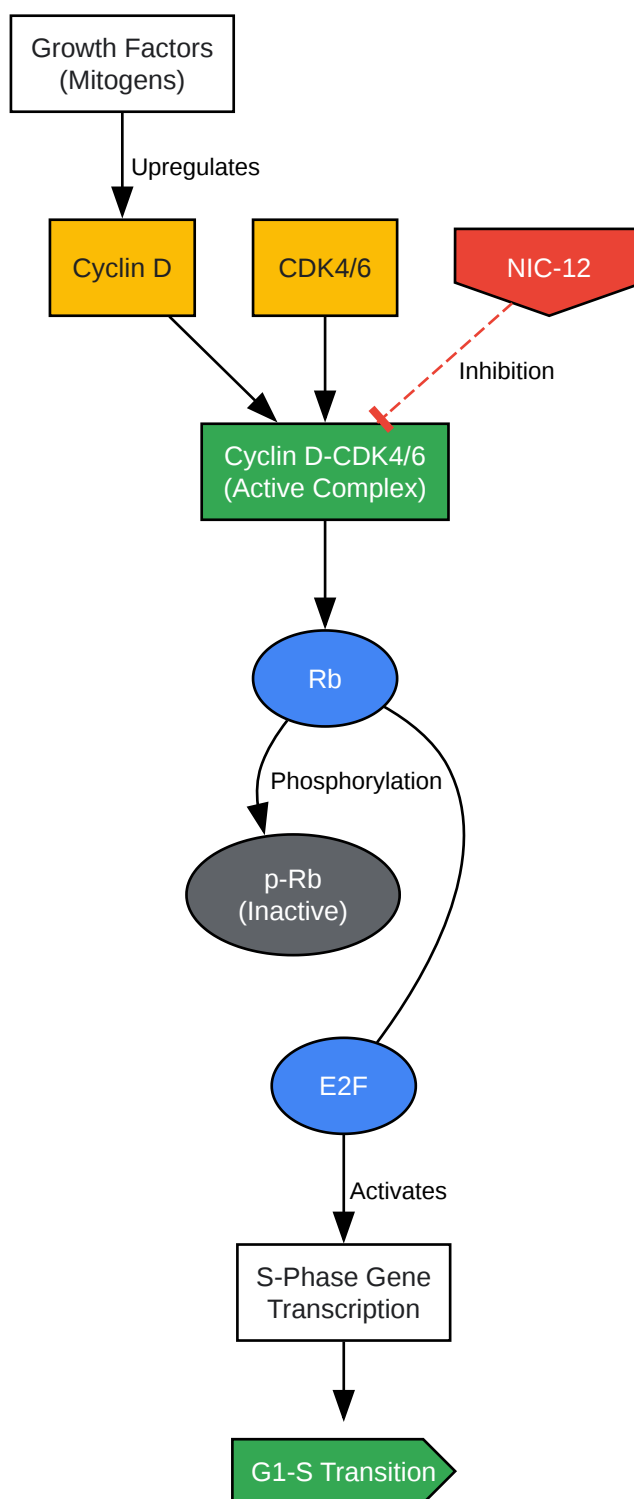 Growth Factors
(Mitogens)
Upregulates
Cyclin D
CDK4/6
NIC-12
Inhibition
Cyclin D-CDK4/6
(Active Complex)
Rb
Phosphorylation
p-Rb
(Inactive)
E2F
Activates
S-Phase Gene
Transcription
G1-S Transition